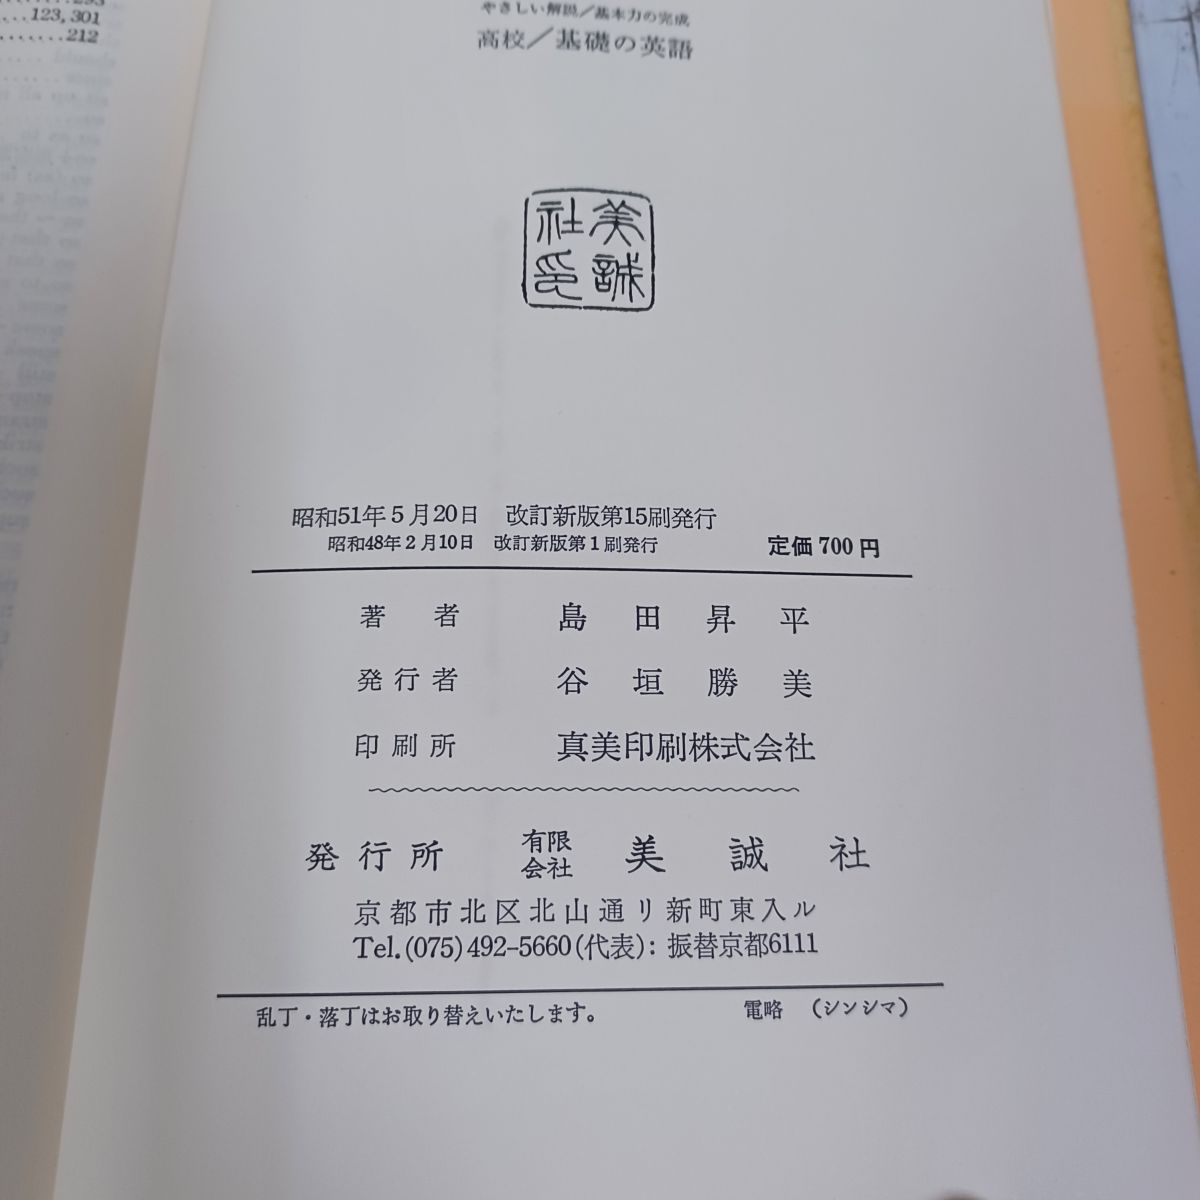 293
123, 301
212
やさしい解説／基本力の完成
高校／基礎の英語
美誠社印
昭和51年5月20日　改訂新版第15刷発行
昭和48年2月10日　改訂新版第1刷発行　定価700円
著者　島田昇平
発行者　谷垣勝美
印刷所　真美印刷株式会社
発行所　有限会社　美誠社
京都市北区北山通リ新町東入ル
Tel. (075) 492-5660 (代表)：振替京都6111
乱丁・落丁はお取り替えいたします。　電略　（シンシマ）